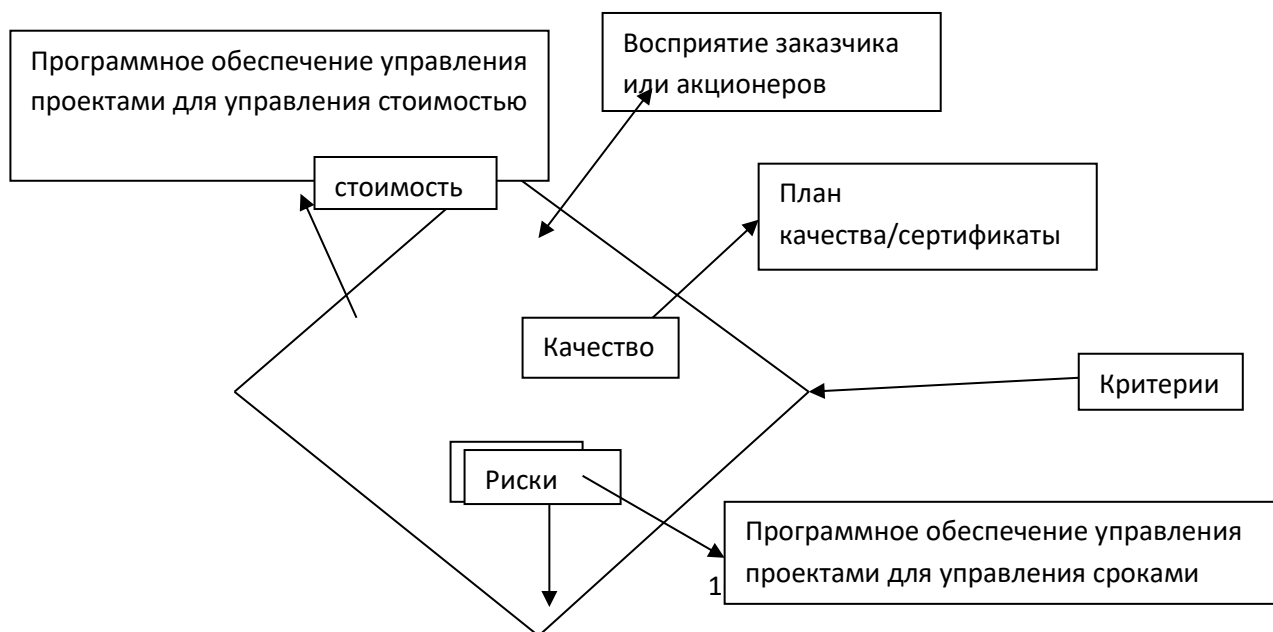 Программное обеспечение управления
проектами для управления стоимостью
Восприятие заказчика
или акционеров
стоимость
План
качества/сертификаты
Качество
Критерии
Риски
Программное обеспечение управления
проектами для управления сроками
1